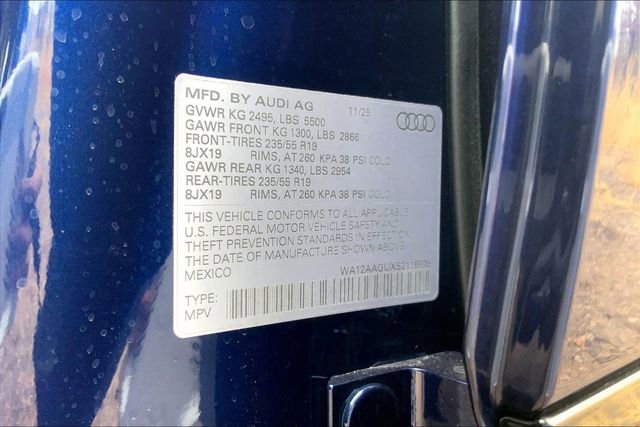 MFD. BY AUDI AG 11/25
GVWR KG 2495, LBS 5500
GAWR FRONT KG 1300, LBS 2866
FRONT-TIRES 235/55 R19
8JX19 RIMS, AT 260 KPA 38 PSI COLD
GAWR REAR KG 1340, LBS 2954
REAR-TIRES 235/55 R19
8JX19 RIMS, AT 260 KPA 38 PSI COLD
THIS VEHICLE CONFORMS TO ALL APPLICABLE
U.S. FEDERAL MOTOR VEHICLE SAFETY AND
THEFT PREVENTION STANDARDS IN EFFECT ON
THE DATE OF MANUFACTURE SHOWN ABOVE.
MEXICO
TYPE:
MPV